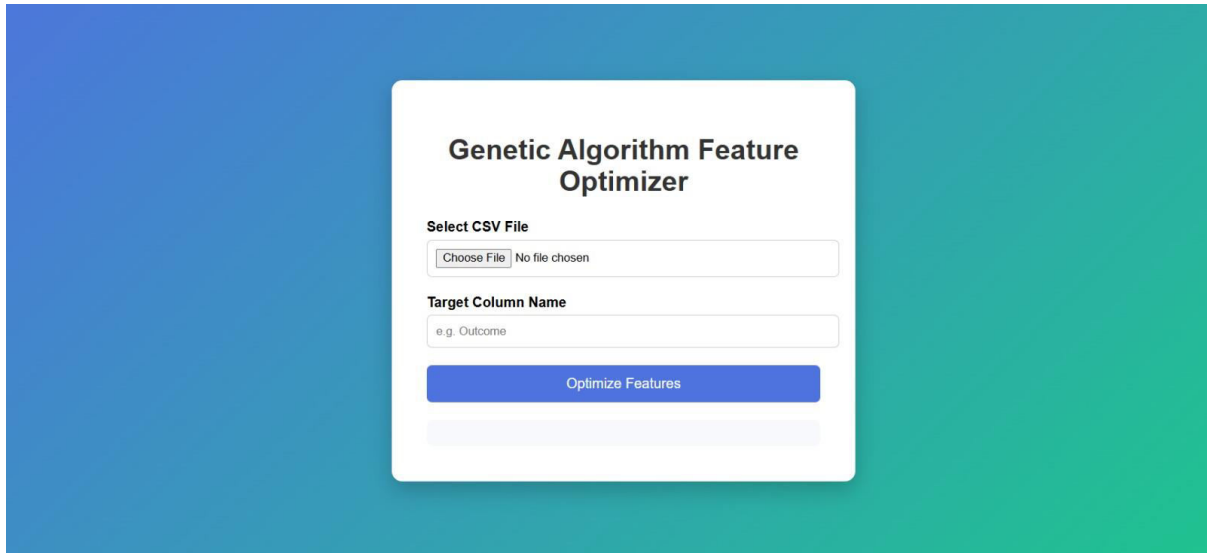 Genetic Algorithm Feature
Optimizer
Select CSV File
Choose File No file chosen
Target Column Name
e.g. Outcome
Optimize Features